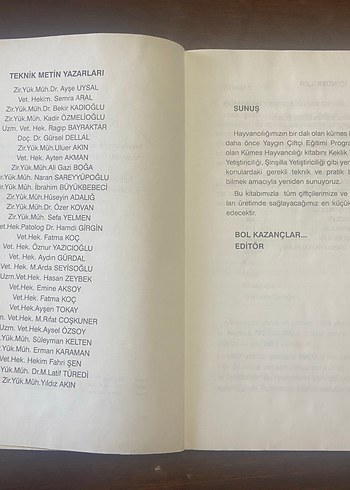 TEKNİK METİN YAZARLARI
Zir.Yük.Müh.Dr. Ayşe UYSAL
Vet. Hekim. Semra ARAL
Zir.Yük.Müh.Dr. Bekir KADIOĞLU
Zir.Yük. Müh. Kadir ÖZMELİOĞLU
Uzm. Vet. Hek. Ragıp BAYRAKTAR
Doç. Dr. Gürsel DELLAL
Zir.Yük.Müh.Uluer AKIN
Vet. Hek. Ayten AKMAN
Zir.Yük.Müh.Ali Gazi BOĞA
Zir.Yük.Müh. Naran SAREYYÜPOĞLU
Yük.Müh. İbrahim BÜYÜKBEBECİ
Zir.Yük.Müh.Hüseyin ADALIĞ
Zir.Yük.Müh.Dr. Özer KOVAN
Zir.Yük.Müh. Sefa YELMEN
Vet.Hek.Patolog Dr. Hamdi GİRGİN
Vet.Hek. Fatma KOÇ
Vet. Hek. Öznur YAZICIOĞLU
Vet. Hek. Aydın GÜRDAL
Vet. Hek. M.Arda SEYİSOĞLU
Uzm.Vet.Hek. Hasan ZEYBEK
Vet.Hek. Emine AKSOY
Vet.Hek. Fatma KOÇ
Vet.Hek.Ayşen TOKAY
Vet. Hek. M.Rıfat COŞKUNER
Uzm. Vet.Hek.Aysel ÖZSOY
Yük.Müh. Süleyman KELTEN
Yük.Müh. Erman KARAMAN
Vet.Hek. Hekim Fahri ŞEN
Yük. Müh. Dr.M.Latif TÜREDİ
Zir.Yük.Müh.Yıldız AKIN
SUNUŞ
Hayvancılığımızın bir dalı olan kümes
daha önce Yaygın Çiftçi Eğitimi Progra
olan Kümes Hayvancılığı kitabını Keklik
Yetiştiriciliği, Şinşilla Yetiştiriciliği gibi
konulardaki gerekli teknik ve pratik
bilmek amacıyla yeniden sunuyoruz.
Bu kitabımızla tüm çiftçilerimize ve
ları üretimde sağlayacağımız en küçük
edecektir.
BOL KAZANÇLAR...
EDİTÖR